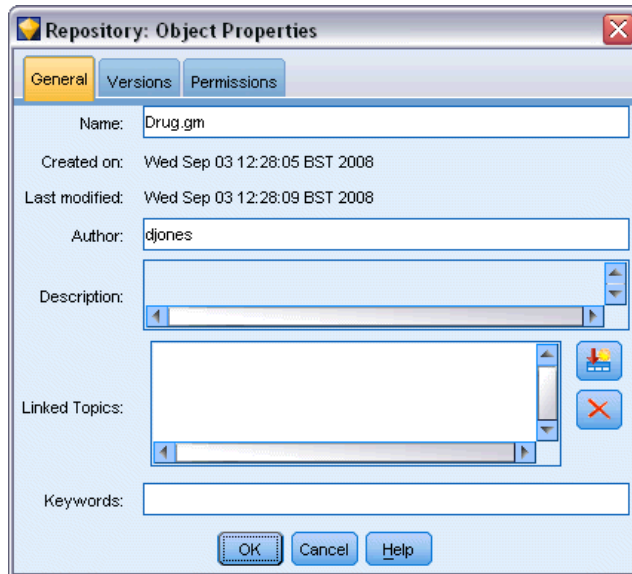 Repository: Object Properties
General Versions Permissions
Name: Drug.gm
Created on: Wed Sep 03 12:28:05 BST 2008
Last modified: Wed Sep 03 12:28:09 BST 2008
Author: djones
Description:
Linked Topics:
Keywords:
OK Cancel Help